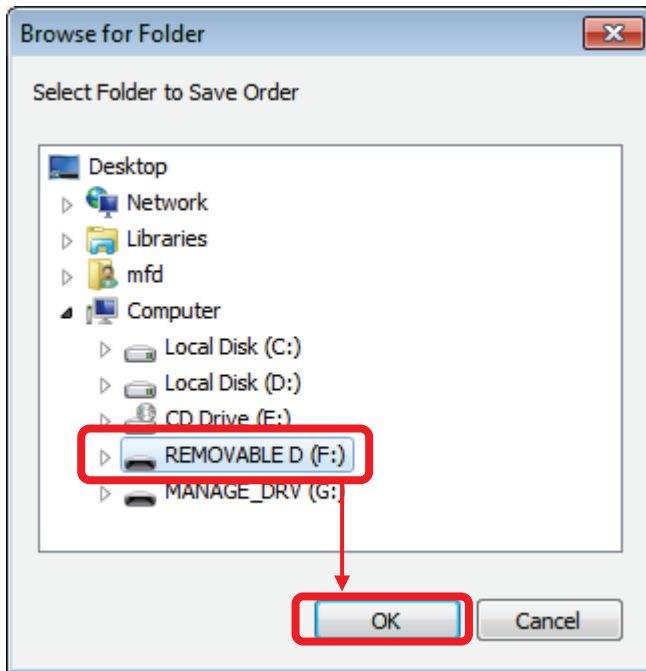 Browse for Folder
Select Folder to Save Order
Desktop
Network
Libraries
mfd
Computer
Local Disk (C:)
Local Disk (D:)
CD Drive (E:)
REMOVABLE D (F:)
MANAGE_DRV (G:)
OK Cancel